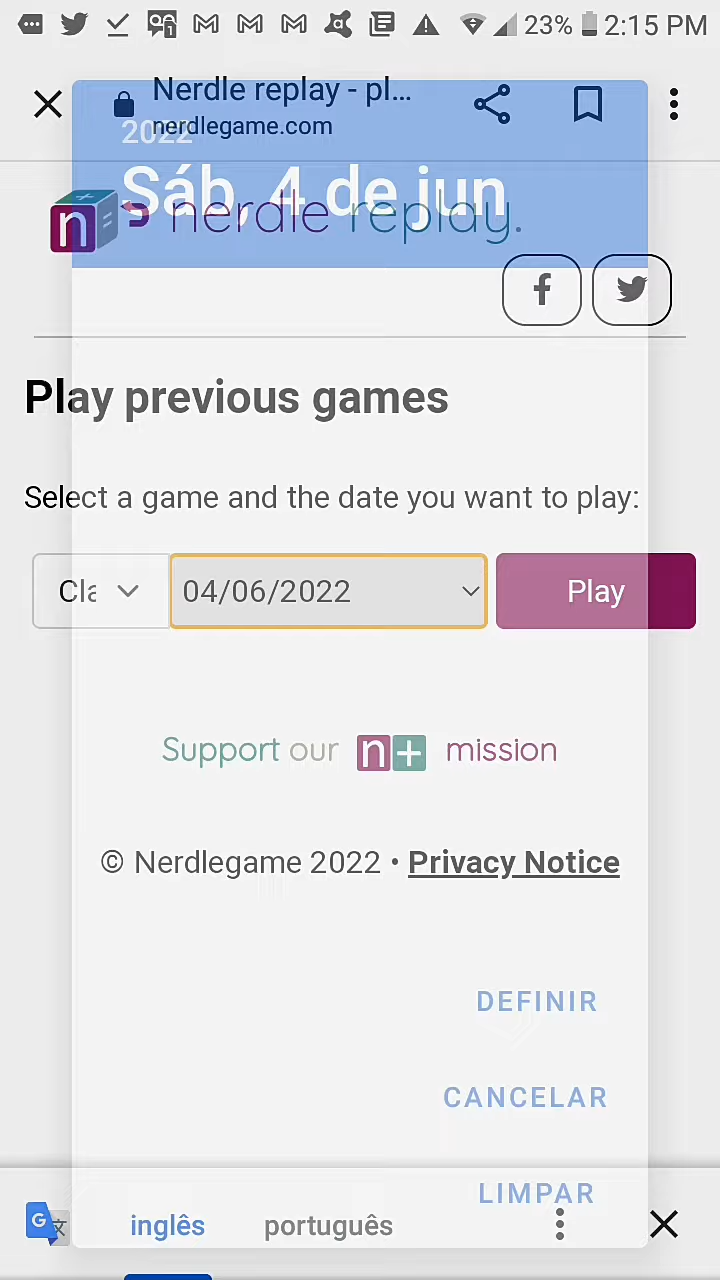 23% 2:15 PM
Nerdle replay - pl...
nerdlegame.com
2022
Sáb, 4 de jun
n nerdle replay.
Play previous games
Select a game and the date you want to play:
Cla 04/06/2022 Play
Support our n+ mission
© Nerdlegame 2022 • Privacy Notice
DEFINIR
CANCELAR
LIMPAR
inglês português